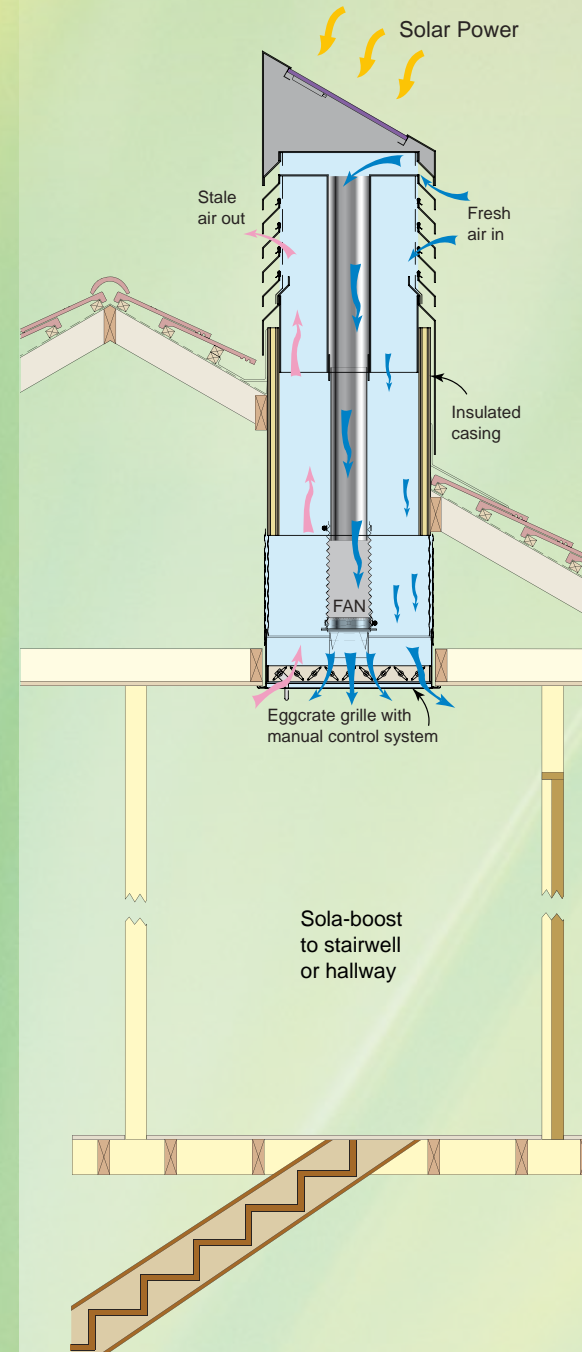 Solar Power
Stale
air out
Fresh
air in
Insulated
casing
FAN
Eggcrate grille with
manual control system
Sola-boost
to stairwell
or hallway